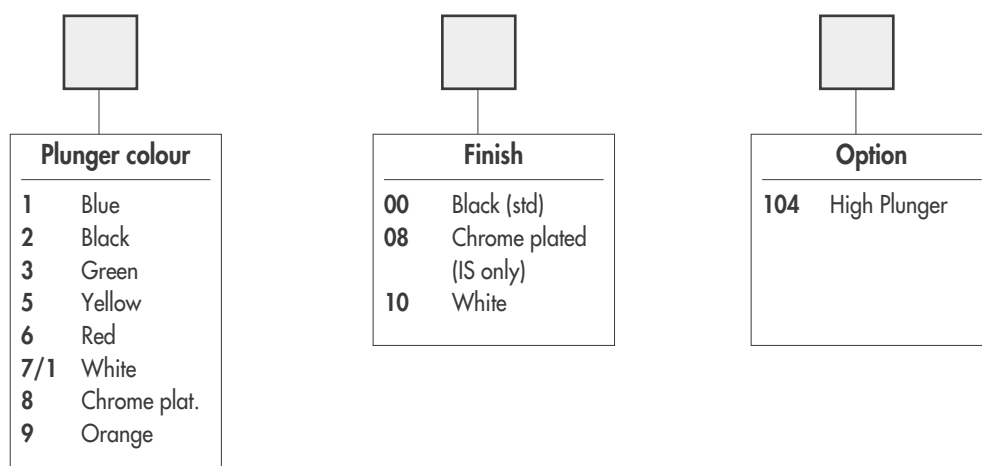 Plunger colour
1 Blue
2 Black
3 Green
5 Yellow
6 Red
7/1 White
8 Chrome plat.
9 Orange
Finish
00 Black (std)
08 Chrome plated
(IS only)
10 White
Option
104 High Plunger